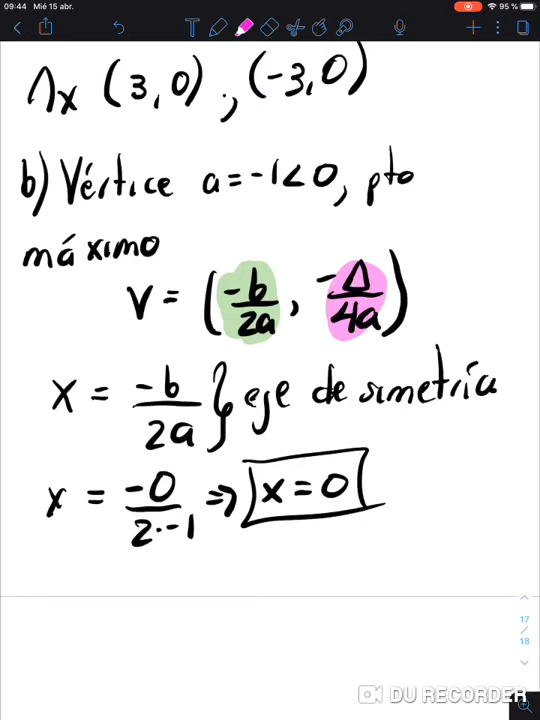 09:44 Mié 15 abr.
95 %
∩x (3,0) ; (-3,0)
b) Vértice a = -1 < 0, pto
máximo
V = (-b/2a, -Δ/4a)
x = -b/2a } eje de simetría
x = -0/2·-1 ⇒ x = 0
17
/
18
DU RECORDER